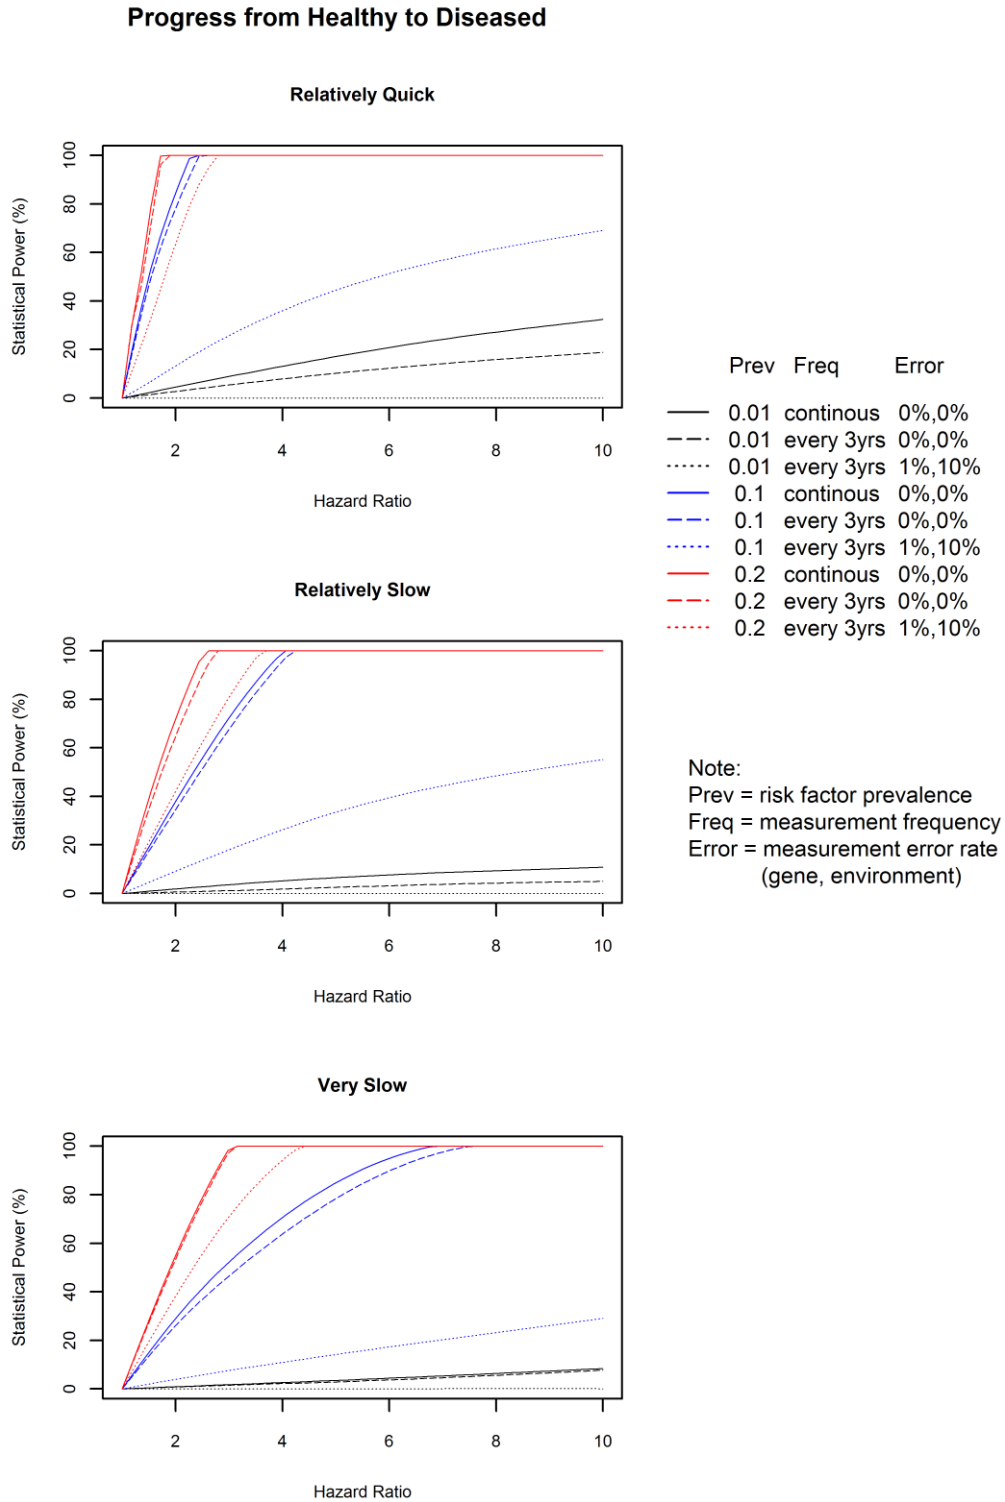 Progress from Healthy to Diseased
Relatively Quick
Statistical Power (%)
100
80
60
40
20
0
2 4 6 8 10
Hazard Ratio
Prev Freq Error
0.01 continous 0%,0%
0.01 every 3yrs 0%,0%
0.01 every 3yrs 1%,10%
0.1 continous 0%,0%
0.1 every 3yrs 0%,0%
0.1 every 3yrs 1%,10%
0.2 continous 0%,0%
0.2 every 3yrs 0%,0%
0.2 every 3yrs 1%,10%
Relatively Slow
Statistical Power (%)
100
80
60
40
20
0
2 4 6 8 10
Hazard Ratio
Note:
Prev = risk factor prevalence
Freq = measurement frequency
Error = measurement error rate
(gene, environment)
Very Slow
Statistical Power (%)
100
80
60
40
20
0
2 4 6 8 10
Hazard Ratio